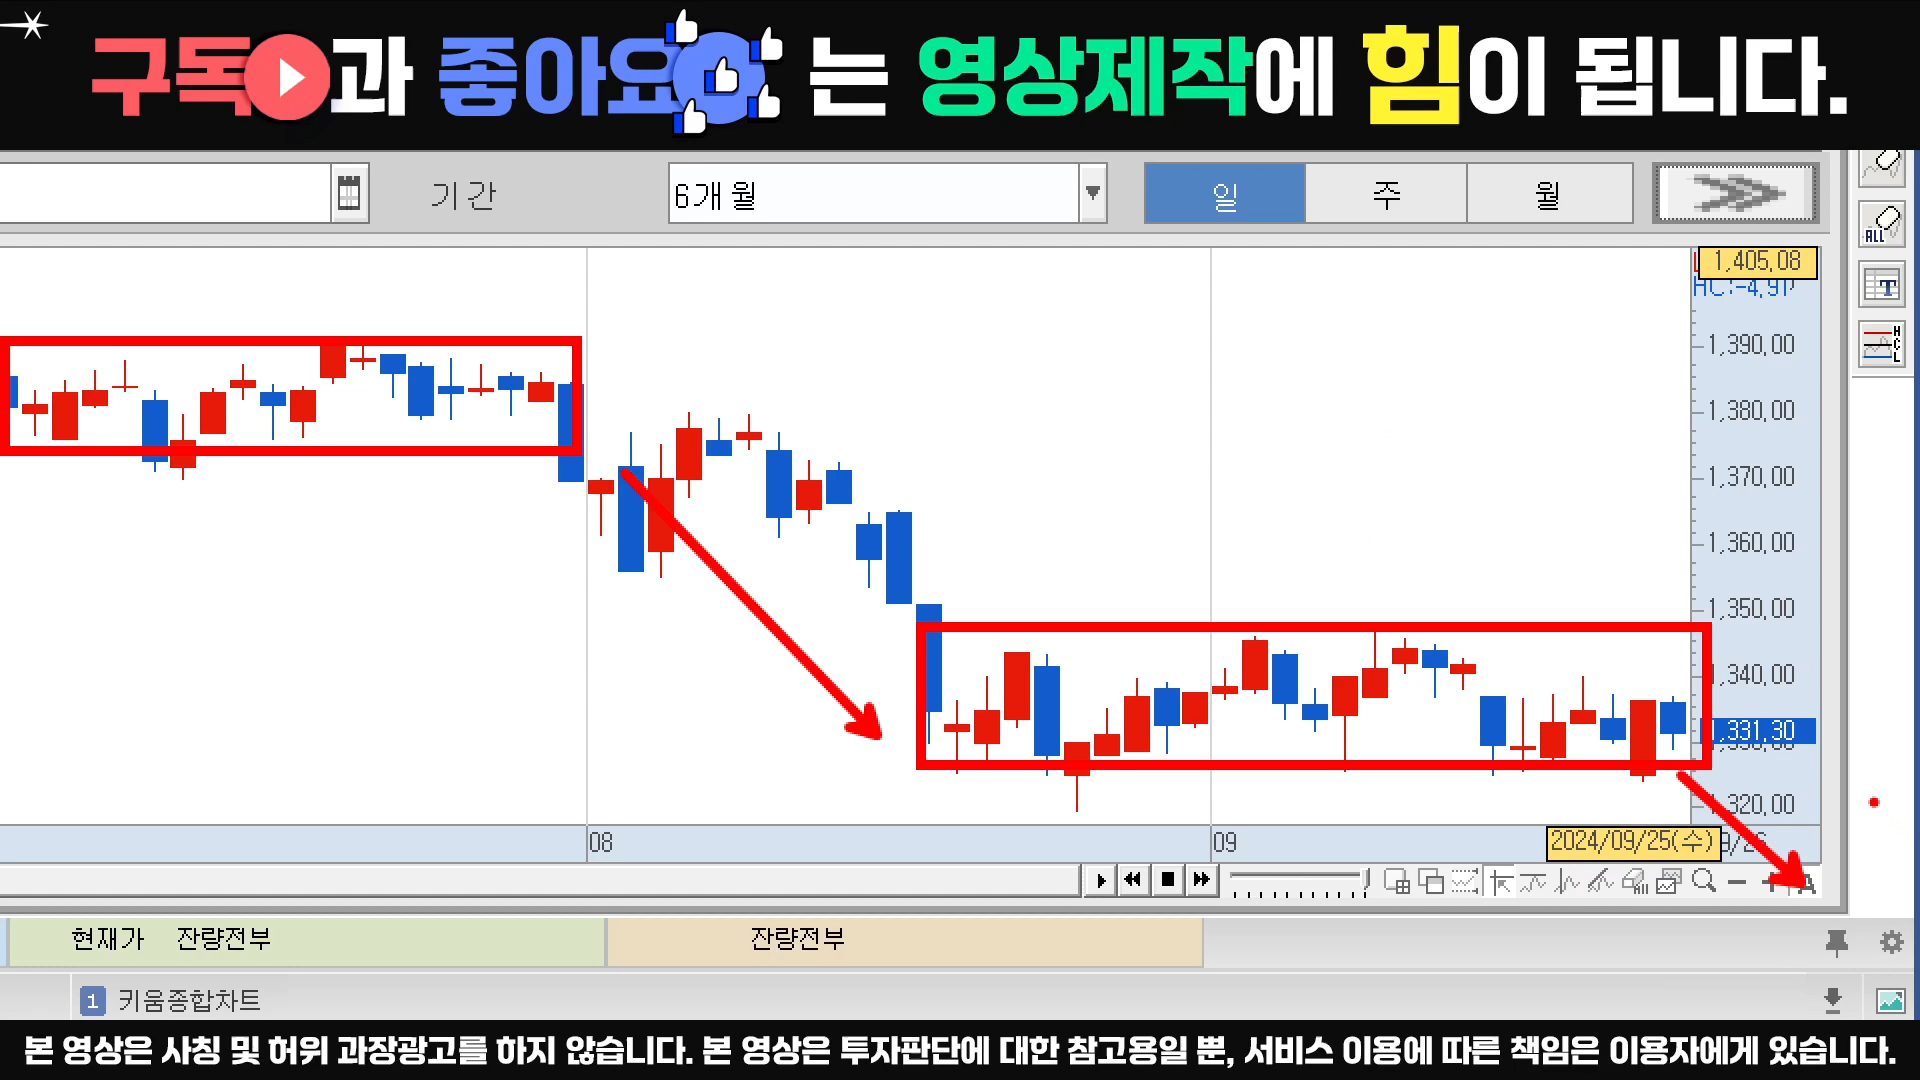 구독과 좋아요 는 영상제작에 힘이 됩니다.
기간 6개월 일 주 월
ALL
T
H
C
L
1,405.08
HC:-4.91
1,390.00
1,380.00
1,370.00
1,360.00
1,350.00
1,340.00
1,331.30
1,320.00
08 09 2024/09/25(수)
All A
현재가 잔량전부 잔량전부
1 키움종합차트
본 영상은 사칭 및 허위 과장광고를 하지 않습니다. 본 영상은 투자판단에 대한 참고용일 뿐, 서비스 이용에 따른 책임은 이용자에게 있습니다.